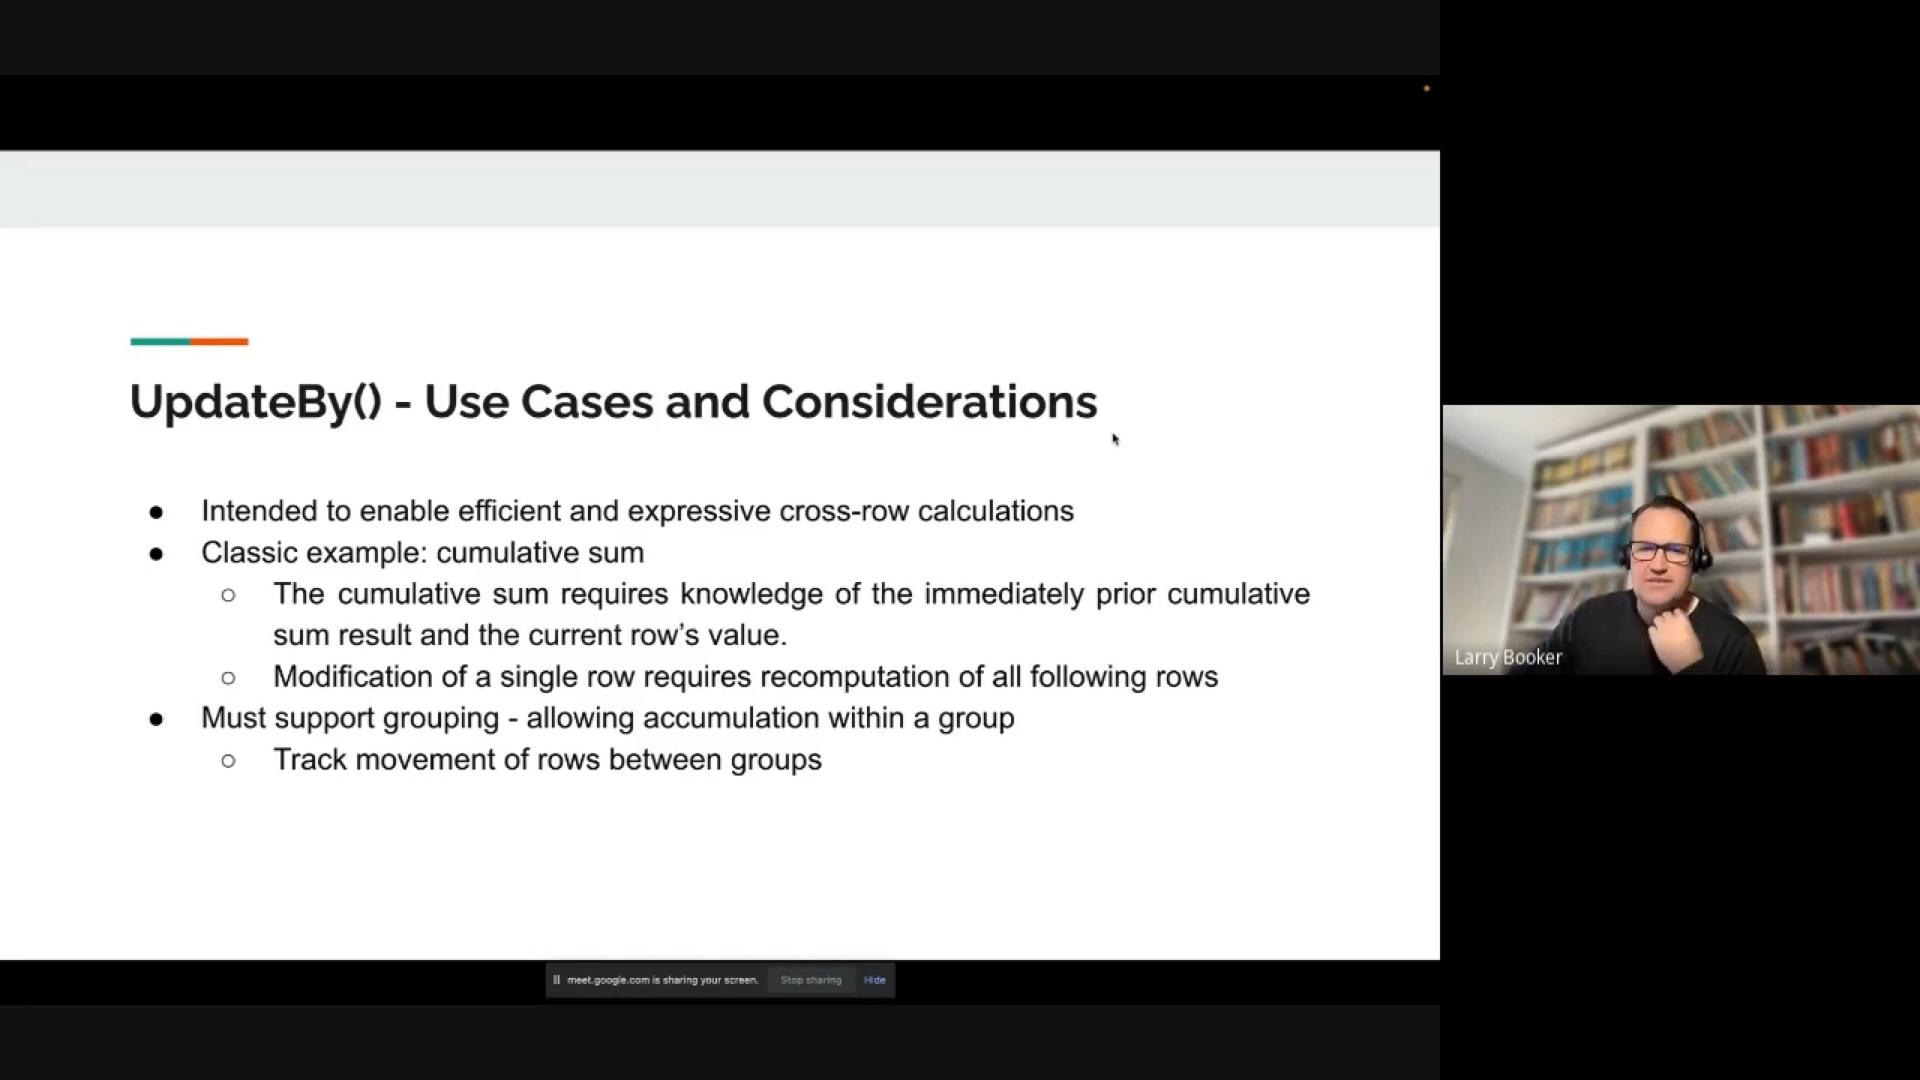 UpdateBy() - Use Cases and Considerations
● Intended to enable efficient and expressive cross-row calculations
● Classic example: cumulative sum
○ The cumulative sum requires knowledge of the immediately prior cumulative
sum result and the current row’s value.
○ Modification of a single row requires recomputation of all following rows
● Must support grouping - allowing accumulation within a group
○ Track movement of rows between groups
Larry Booker
meet.google.com is sharing your screen. Stop sharing Hide